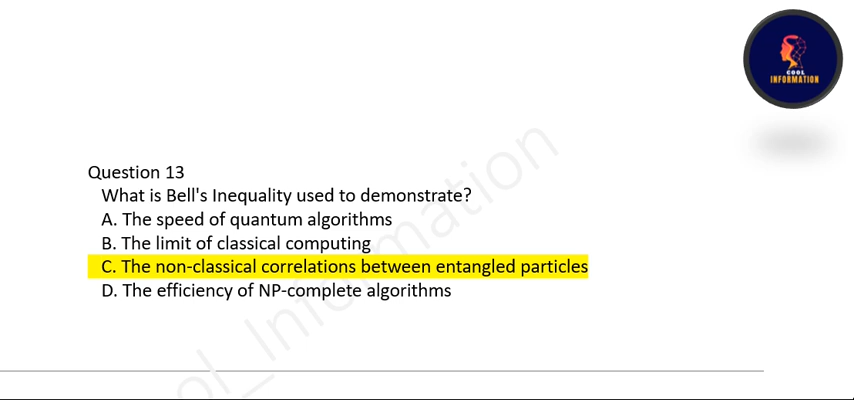 COOL
INFORMATION
Question 13
What is Bell's Inequality used to demonstrate?
A. The speed of quantum algorithms
B. The limit of classical computing
C. The non-classical correlations between entangled particles
D. The efficiency of NP-complete algorithms
ol_Information